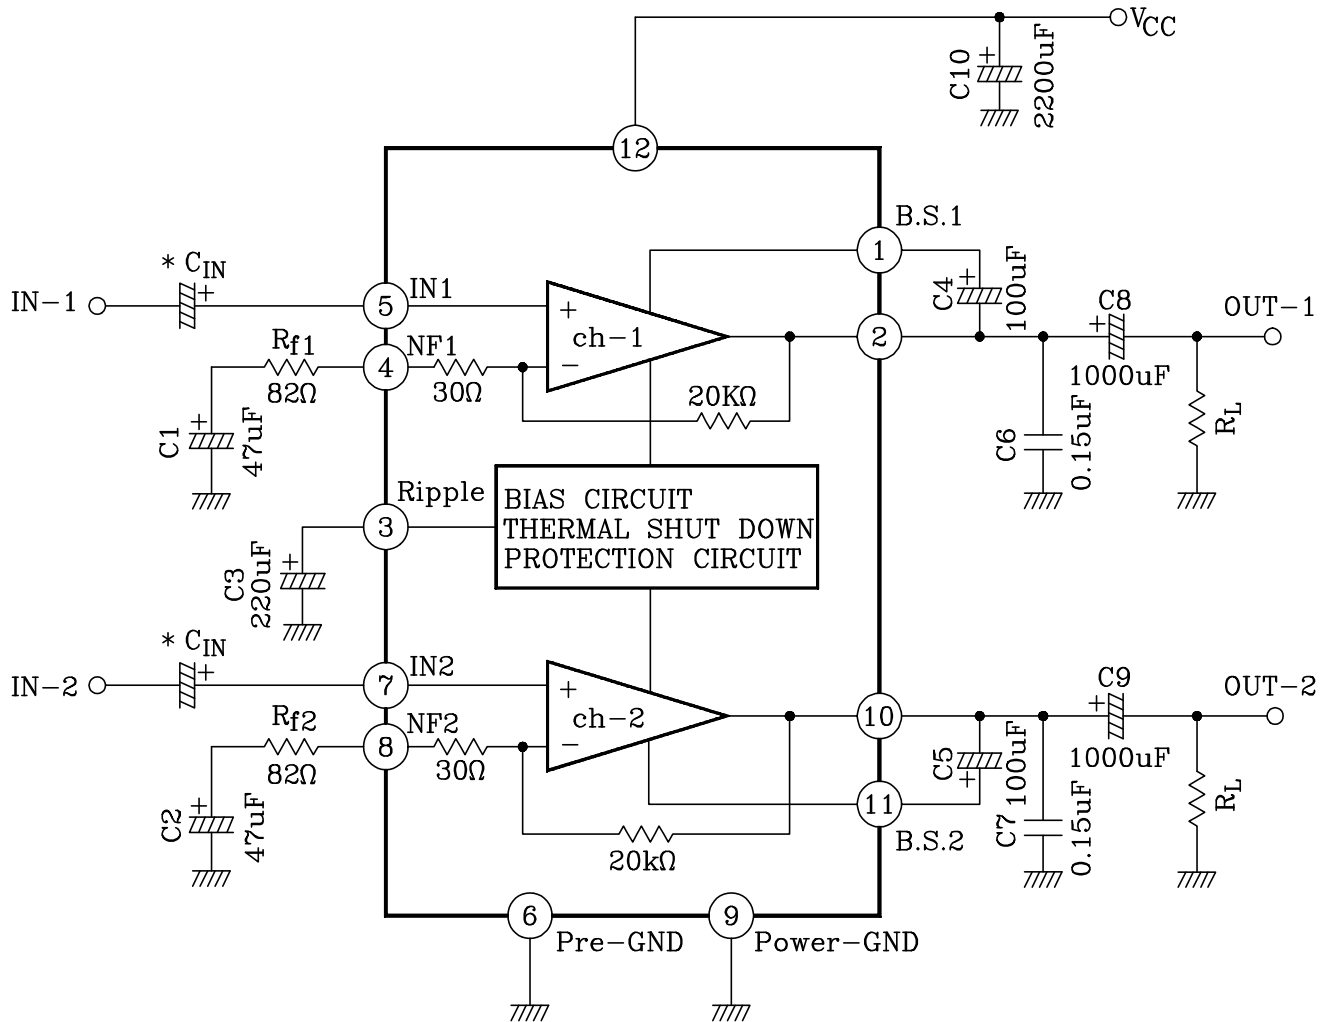 VCC
C10
2200uF
12
B.S.1
1
* CIN
IN-1
5
IN1
ch-1
+
−
C4
100uF
2
C8
1000uF
OUT-1
Rf1
82Ω
4
NF1
30Ω
20KΩ
C1
47uF
C6
0.15uF
RL
Ripple
3
C3
220uF
BIAS CIRCUIT
THERMAL SHUT DOWN
PROTECTION CIRCUIT
* CIN
IN-2
7
IN2
ch-2
+
−
10
C9
1000uF
OUT-2
Rf2
82Ω
8
NF2
30Ω
20kΩ
C2
47uF
C5
100uF
11
B.S.2
C7
0.15uF
RL
6
Pre-GND
9
Power-GND